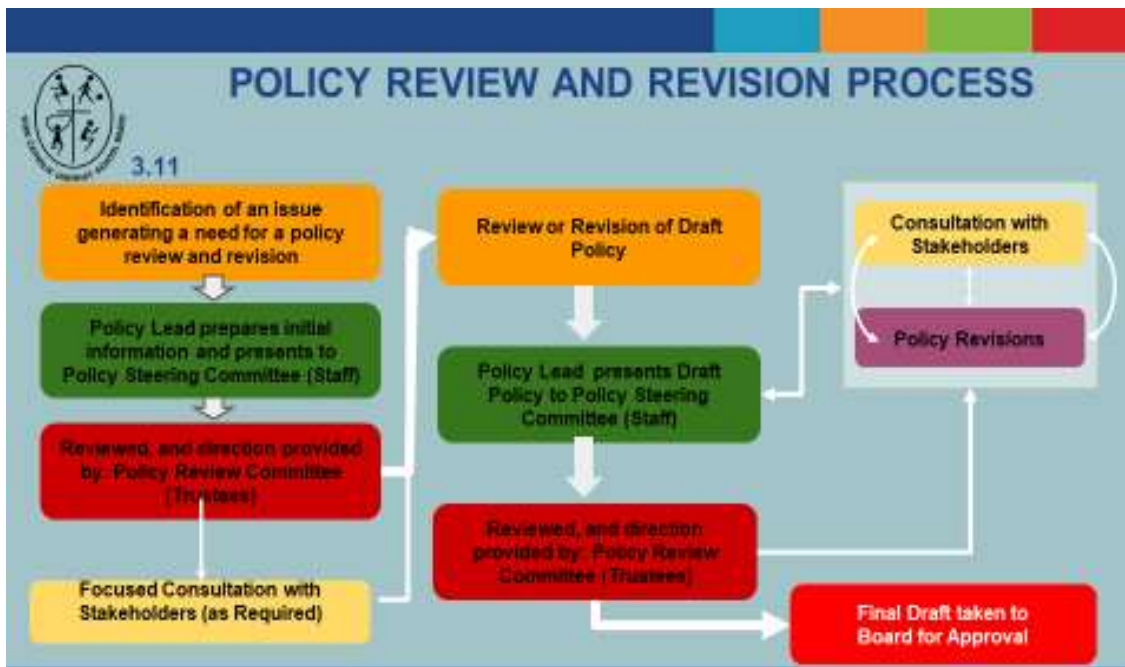 POLICY REVIEW AND REVISION PROCESS
3.11
Identification of an issue
generating a need for a policy
review and revision
Policy Lead prepares initial
information and presents to
Policy Steering Committee (Staff)
Reviewed, and direction provided
by: Policy Review Committee
(Trustees)
Focused Consultation with
Stakeholders (as Required)
Review or Revision of Draft
Policy
Policy Lead presents Draft
Policy to Policy Steering
Committee (Staff)
Reviewed, and direction
provided by: Policy Review
Committee (Trustees)
Consultation with
Stakeholders
Policy Revisions
Final Draft taken to
Board for Approval